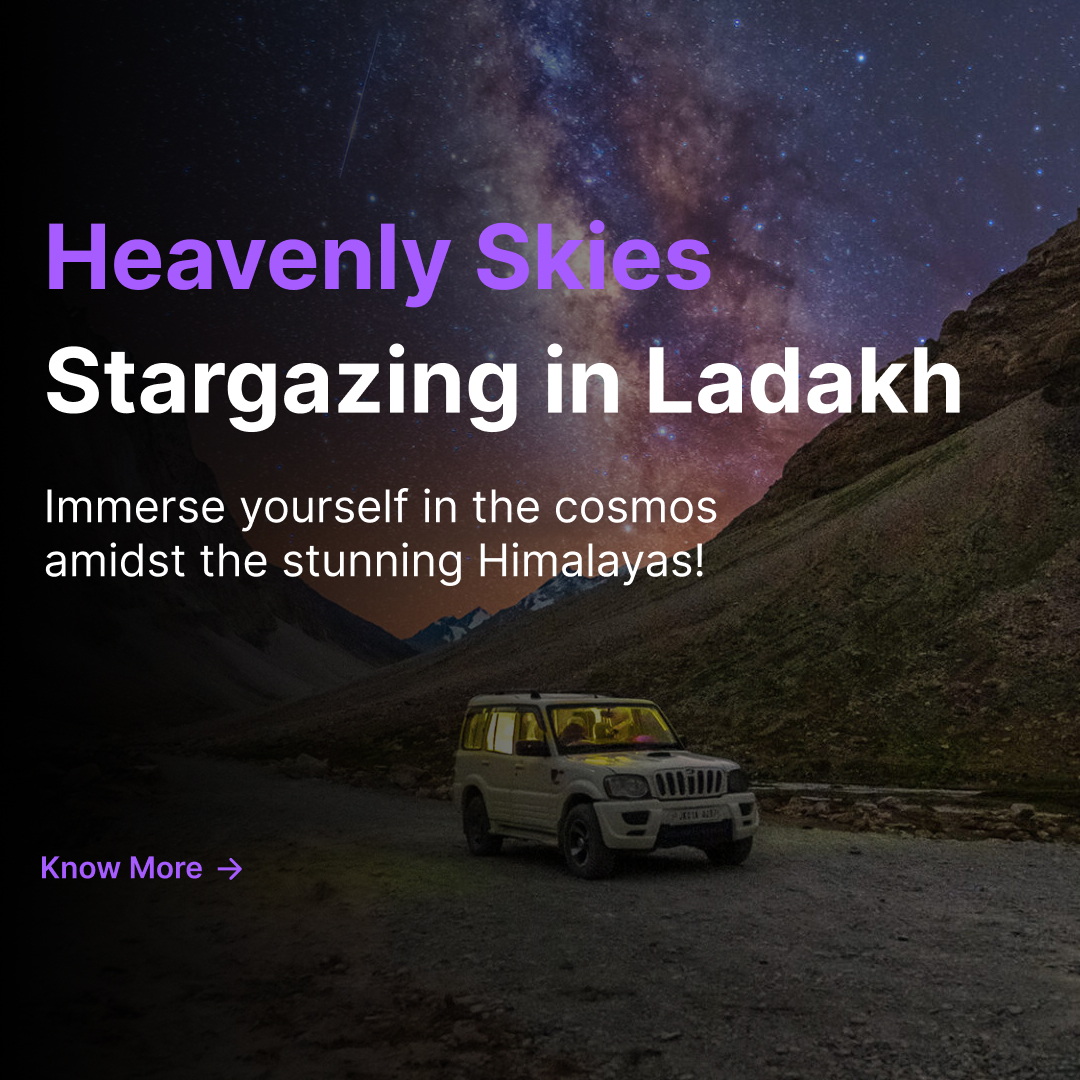 Heavenly Skies
Stargazing in Ladakh
Immerse yourself in the cosmos
amidst the stunning Himalayas!
Know More →